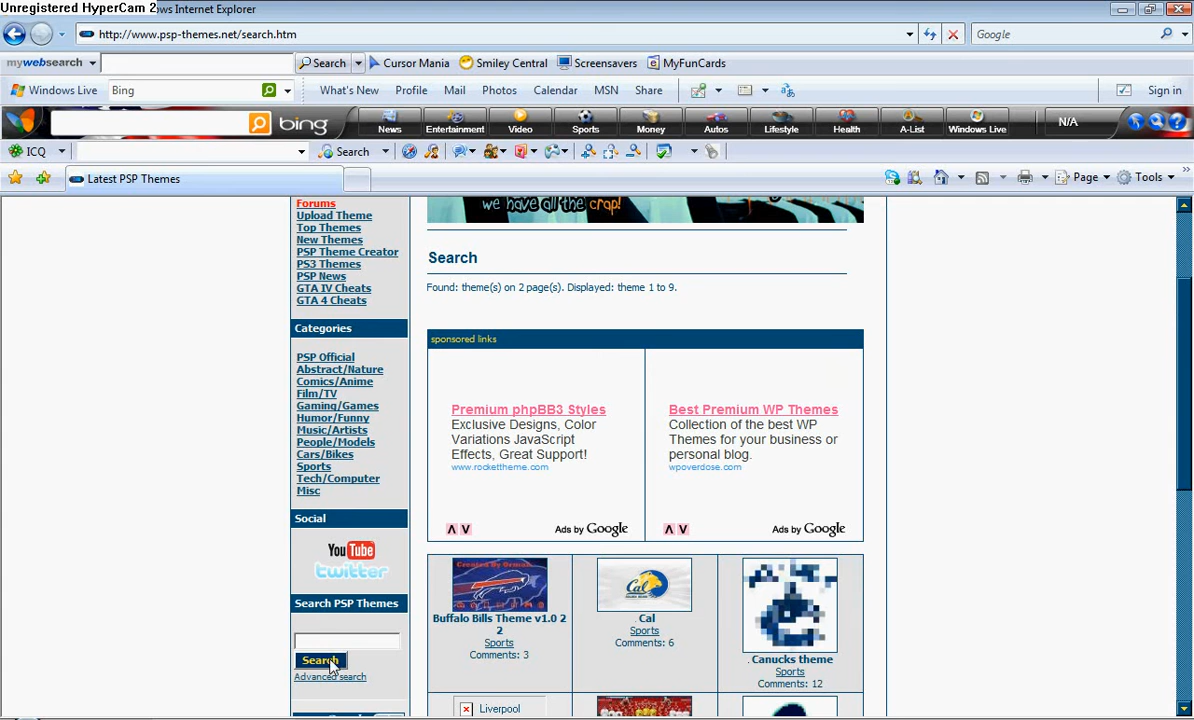 Unregistered HyperCam 2
ws Internet Explorer
http://www.psp-themes.net/search.htm
Google
mywebsearch
Search
Cursor Mania
Smiley Central
Screensavers
MyFunCards
Windows Live
Bing
What's New
Profile
Mail
Photos
Calendar
MSN
Share
Sign in
bing
News
Entertainment
Video
Sports
Money
Autos
Lifestyle
Health
A-List
Windows Live
N/A
ICQ
Search
Latest PSP Themes
Page
Tools
Forums
Upload Theme
Top Themes
New Themes
PSP Theme Creator
PS3 Themes
PSP News
GTA IV Cheats
GTA 4 Cheats
Categories
PSP Official
Abstract/Nature
Comics/Anime
Film/TV
Gaming/Games
Humor/Funny
Music/Artists
People/Models
Cars/Bikes
Sports
Tech/Computer
Misc
Social
YouTube
twitter
Search PSP Themes
Search
Advanced search
we have all the crap!
Search
Found: theme(s) on 2 page(s). Displayed: theme 1 to 9.
sponsored links
Premium phpBB3 Styles
Exclusive Designs, Color
Variations JavaScript
Effects, Great Support!
www.rockettheme.com
Ads by Google
Best Premium WP Themes
Collection of the best WP
Themes for your business or
personal blog.
wpoverdose.com
Ads by Google
Buffalo Bills Theme v1.0 2
2
Sports
Comments: 3
Cal
Cal
Sports
Comments: 6
Canucks theme
Sports
Comments: 12
Liverpool